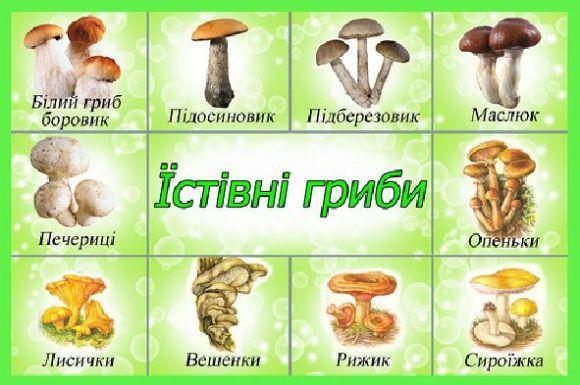 Білий гриб
боровик
Підосиновик
Підберезовик
Маслюк
Печериці
Їстівні гриби
Опеньки
Лисички
Вешенки
Рижик
Сироїжка